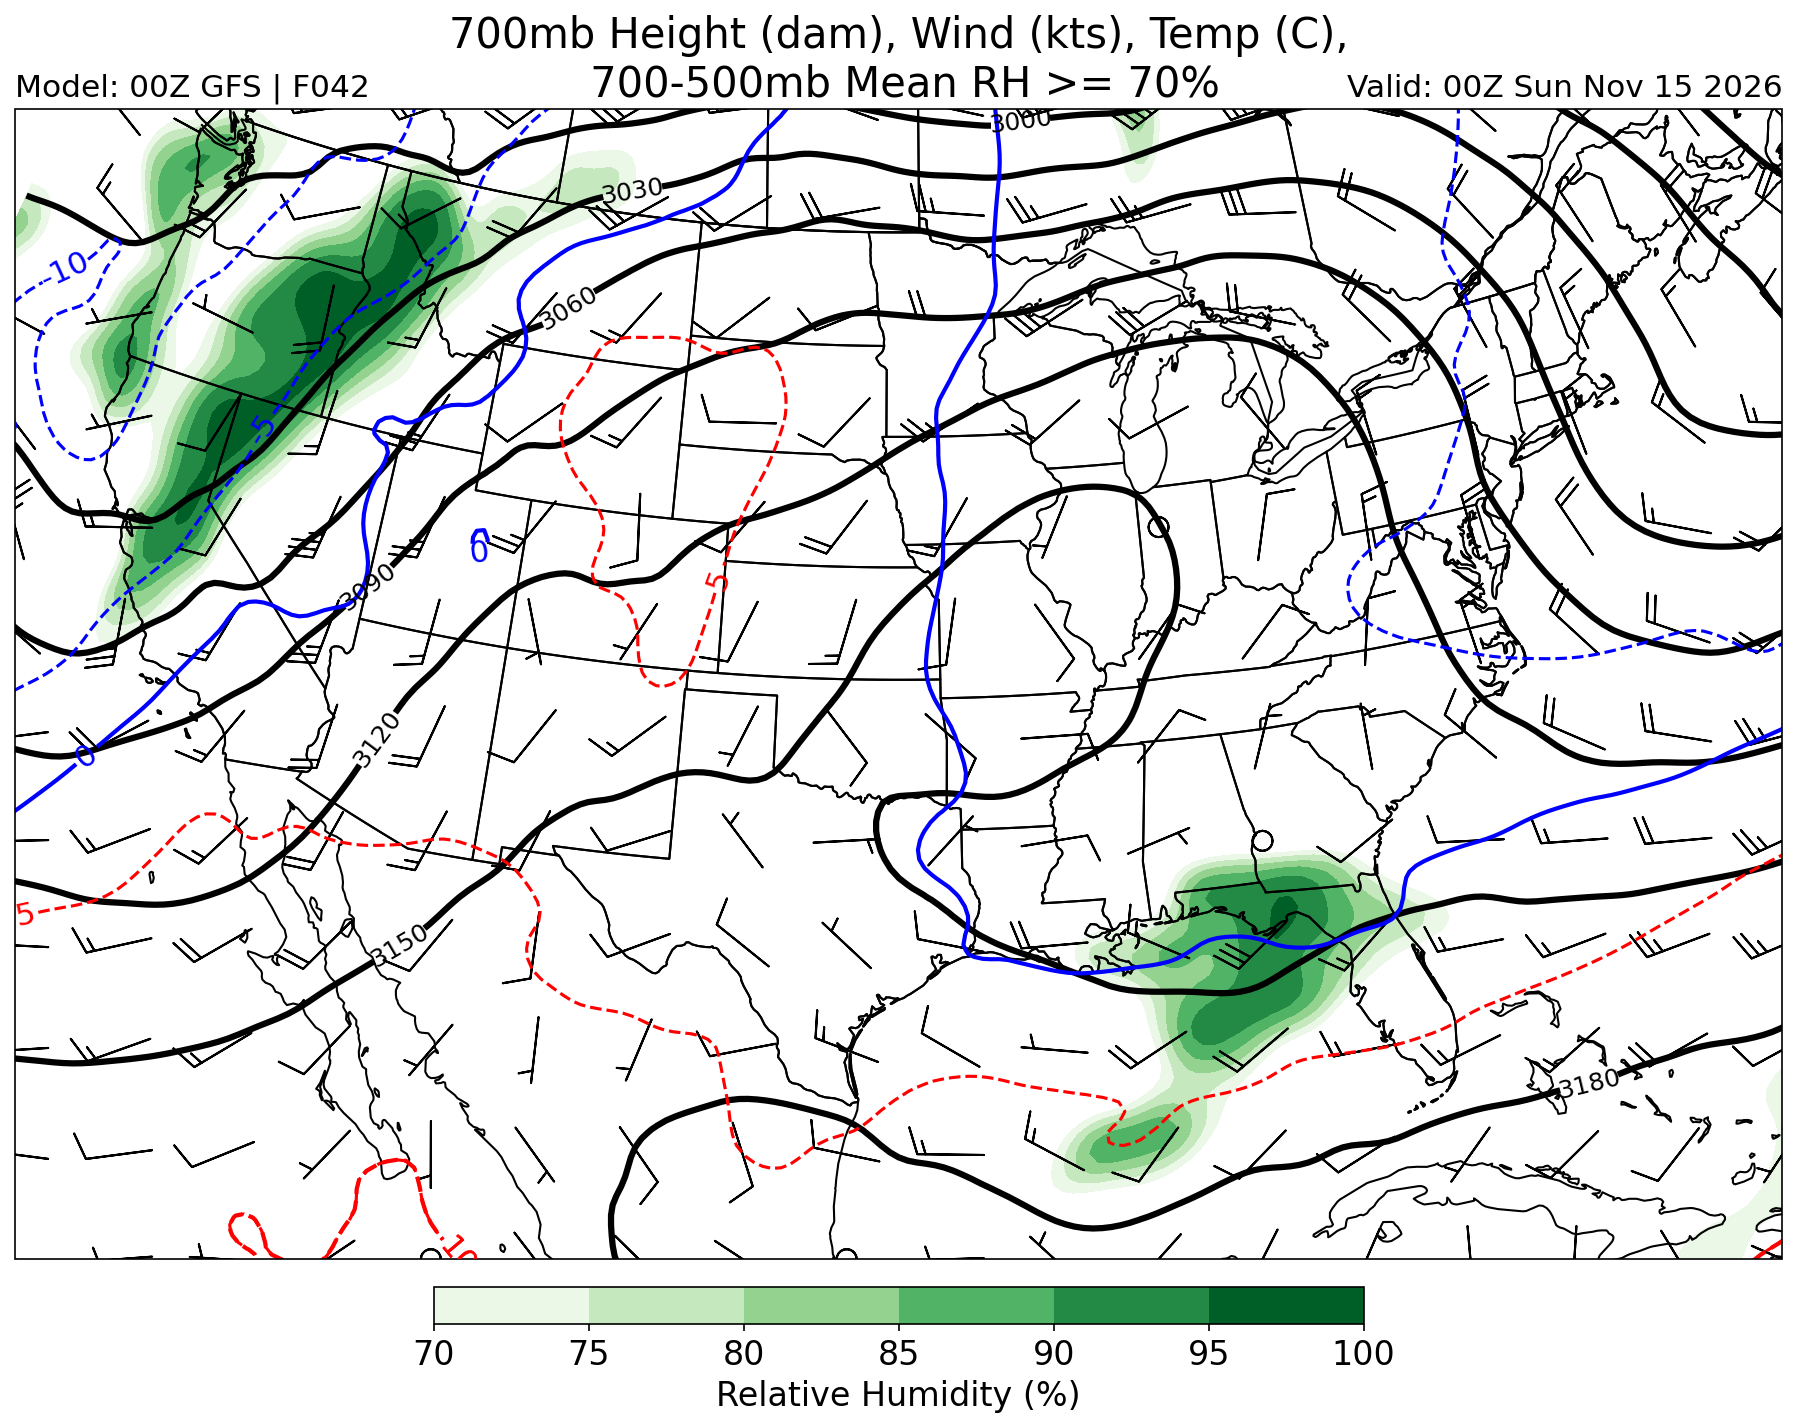 700mb Height (dam), Wind (kts), Temp (C),
700-500mb Mean RH >= 70%
Model: 00Z GFS | F042
Valid: 00Z Sun Nov 15 2026
3000
3030
-10
3060
5
5
0
3090
3120
0
5
3150
3180
10
70 75 80 85 90 95 100
Relative Humidity (%)